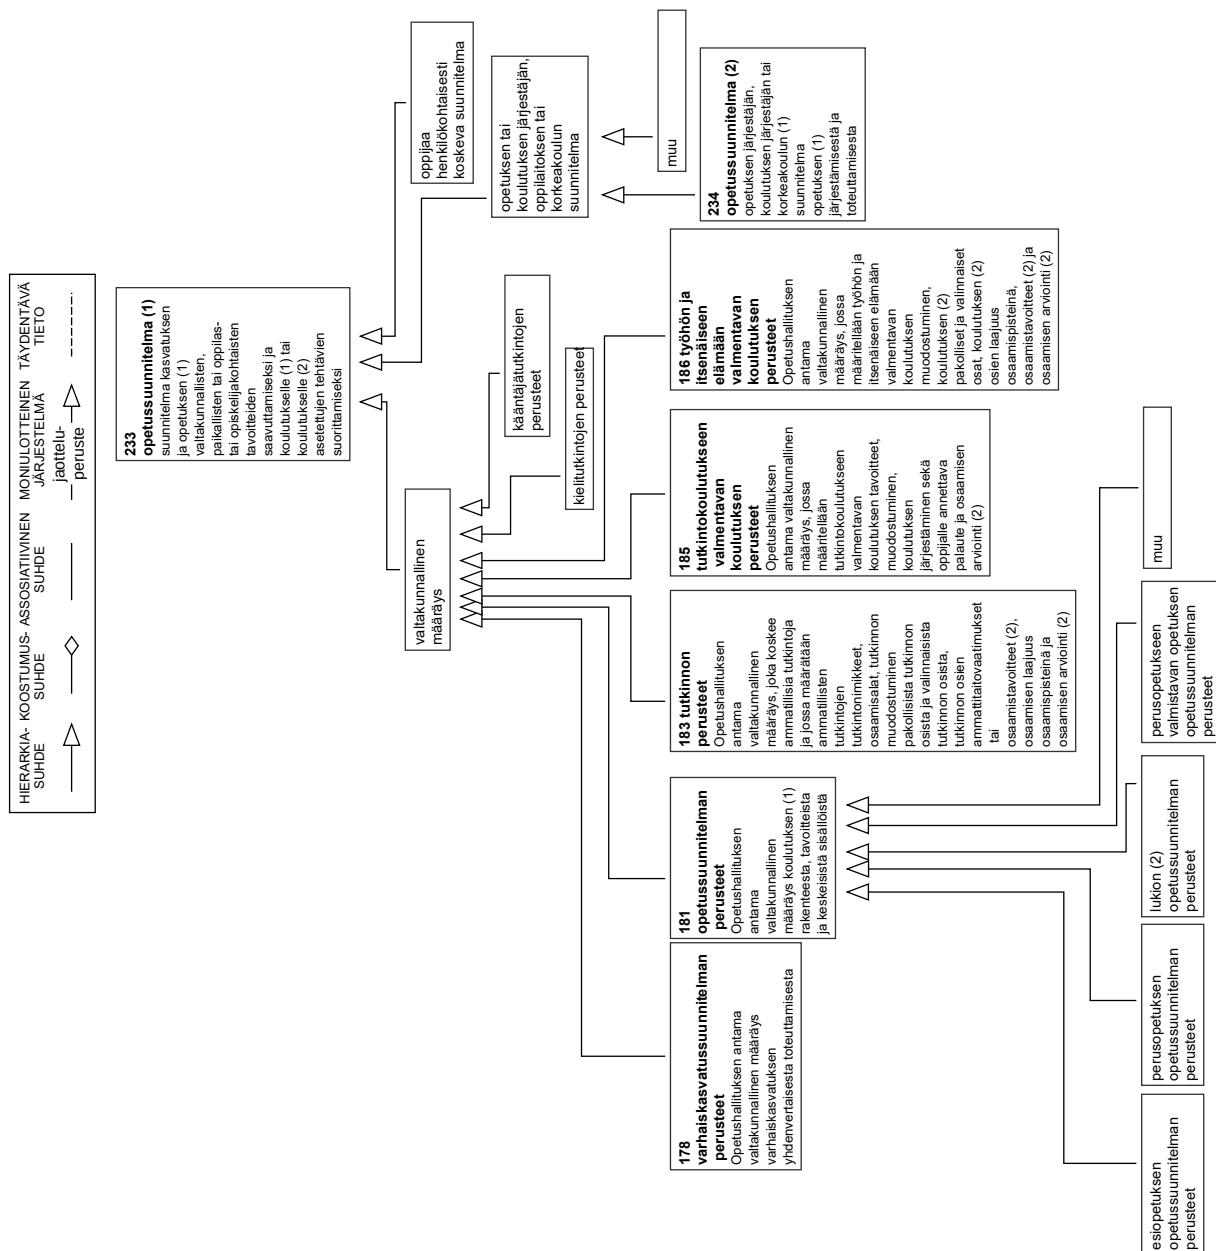 HIERARKIA-
SUHDE
KOOSTUMUS-
SUHDE
ASSOSIATIIVINEN
SUHDE
MONIULOTTEINEN
JÄRJESTELMÄ
jaottelu-
peruste
TÄYDENTÄVÄ
TIETO
233
opetussuunnitelma (1)
suunnitelma kasvatuksen
ja opetuksen (1)
valtakunnallisten,
paikallisten tai oppilas-
tai opiskelijakohtaisten
tavoitteiden
saavuttamiseksi ja
koulutukselle (1) tai
koulutukselle (2)
asetettujen tehtävien
suorittamiseksi
oppijaa
henkilökohtaisesti
koskeva suunnitelma
valtakunnallinen
määräys
opetuksen tai
koulutuksen järjestäjän,
oppilaitoksen tai
korkeakoulun
suunnitelma
kääntäjätutkintojen
perusteet
kielitutkintojen perusteet
muu
178
varhaiskasvatussuunnitelman
perusteet
Opetushallituksen antama
valtakunnallinen määräys
varhaiskasvatuksen
yhdenvertaisesta toteuttamisesta
181
opetussuunnitelman
perusteet
Opetushallituksen
antama
valtakunnallinen
määräys koulutuksen (1)
rakenteesta, tavoitteista
ja keskeisistä sisällöistä
183 tutkinnon
perusteet
Opetushallituksen
antama
valtakunnallinen
määräys, joka koskee
ammatillisia tutkintoja
ja jossa määrätään
ammatillisten
tutkintojen
tutkintonimikkeet,
osaamisalat, tutkinnon
muodostuminen
pakollisista tutkinnon
osista ja valinnaisista
tutkinnon osista,
tutkinnon osien
ammattitaitovaatimukset
tai
osaamistavoitteet (2),
osaamisen laajuus
osaamispisteinä ja
osaamisen arviointi (2)
185
tutkintokoulutukseen
valmentavan
koulutuksen
perusteet
Opetushallituksen
antama valtakunnallinen
määräys, jossa
määritellään
tutkintokoulutukseen
valmentavan
koulutuksen tavoitteet,
muodostuminen,
koulutuksen
järjestäminen sekä
oppijalle annettava
palaute ja osaamisen
arviointi (2)
186 työhön ja
itsenäiseen
elämään
valmentavan
koulutuksen
perusteet
Opetushallituksen
antama
valtakunnallinen
määräys, jossa
määritellään työhön ja
itsenäiseen elämään
valmentavan
koulutuksen
muodostuminen,
koulutuksen (2)
pakolliset ja valinnaiset
osat, koulutuksen (2)
osien laajuus
osaamispisteinä,
osaamistavoitteet (2) ja
osaamisen arviointi (2)
234
opetussuunnitelma (2)
opetuksen järjestäjän,
koulutuksen järjestäjän tai
korkeakoulun (1)
suunnitelma
opetuksen (1)
järjestämisestä ja
toteuttamisesta
esiopetuksen
opetussuunnitelman
perusteet
perusopetuksen
opetussuunnitelman
perusteet
lukion (2)
opetussuunnitelman
perusteet
perusopetukseen
valmistavan opetuksen
opetussuunnitelman
perusteet
muu